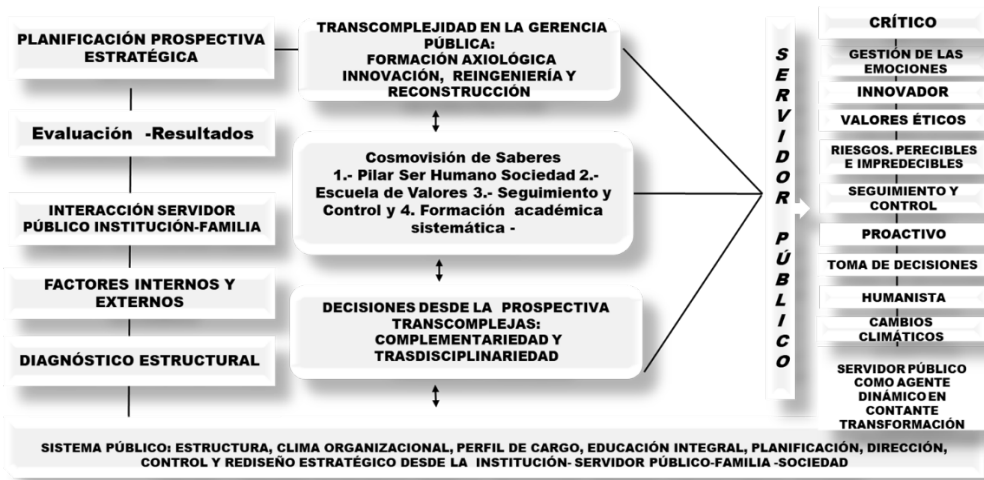 PLANIFICACIÓN PROSPECTIVA
ESTRATÉGICA
Evaluación -Resultados
INTERACCIÓN SERVIDOR
PÚBLICO INSTITUCIÓN-FAMILIA
FACTORES INTERNOS Y
EXTERNOS
DIAGNÓSTICO ESTRUCTURAL
TRANSCOMPLEJIDAD EN LA GERENCIA
PÚBLICA:
FORMACIÓN AXIOLÓGICA
INNOVACIÓN, REINGENIERÍA Y
RECONSTRUCCIÓN
Cosmovisión de Saberes
1.- Pilar Ser Humano Sociedad 2.-
Escuela de Valores 3.- Seguimiento
y Control y 4. Formación académica
sistemática -
DECISIONES DESDE LA PROSPECTIVA
TRANSCOMPLEJAS:
COMPLEMENTARIEDAD Y
TRASDISCIPLINARIEDAD
SERVIDOR PÚBLICO
CRÍTICO
GESTIÓN DE LAS
EMOCIONES
INNOVADOR
VALORES ÉTICOS
RIESGOS. PERECIBLES
E IMPREDECIBLES
SEGUIMIENTO Y
CONTROL
PROACTIVO
TOMA DE DECISIONES
HUMANISTA
CAMBIOS
CLIMÁTICOS
SERVIDOR PÚBLICO
COMO AGENTE
DINÁMICO EN
CONTANTE
TRANSFORMACIÓN
SISTEMA PÚBLICO: ESTRUCTURA, CLIMA ORGANIZACIONAL, PERFIL DE CARGO, EDUCACIÓN INTEGRAL, PLANIFICACIÓN, DIRECCIÓN,
CONTROL Y REDISEÑO ESTRATÉGICO DESDE LA INSTITUCIÓN- SERVIDOR PÚBLICO-FAMILIA -SOCIEDAD